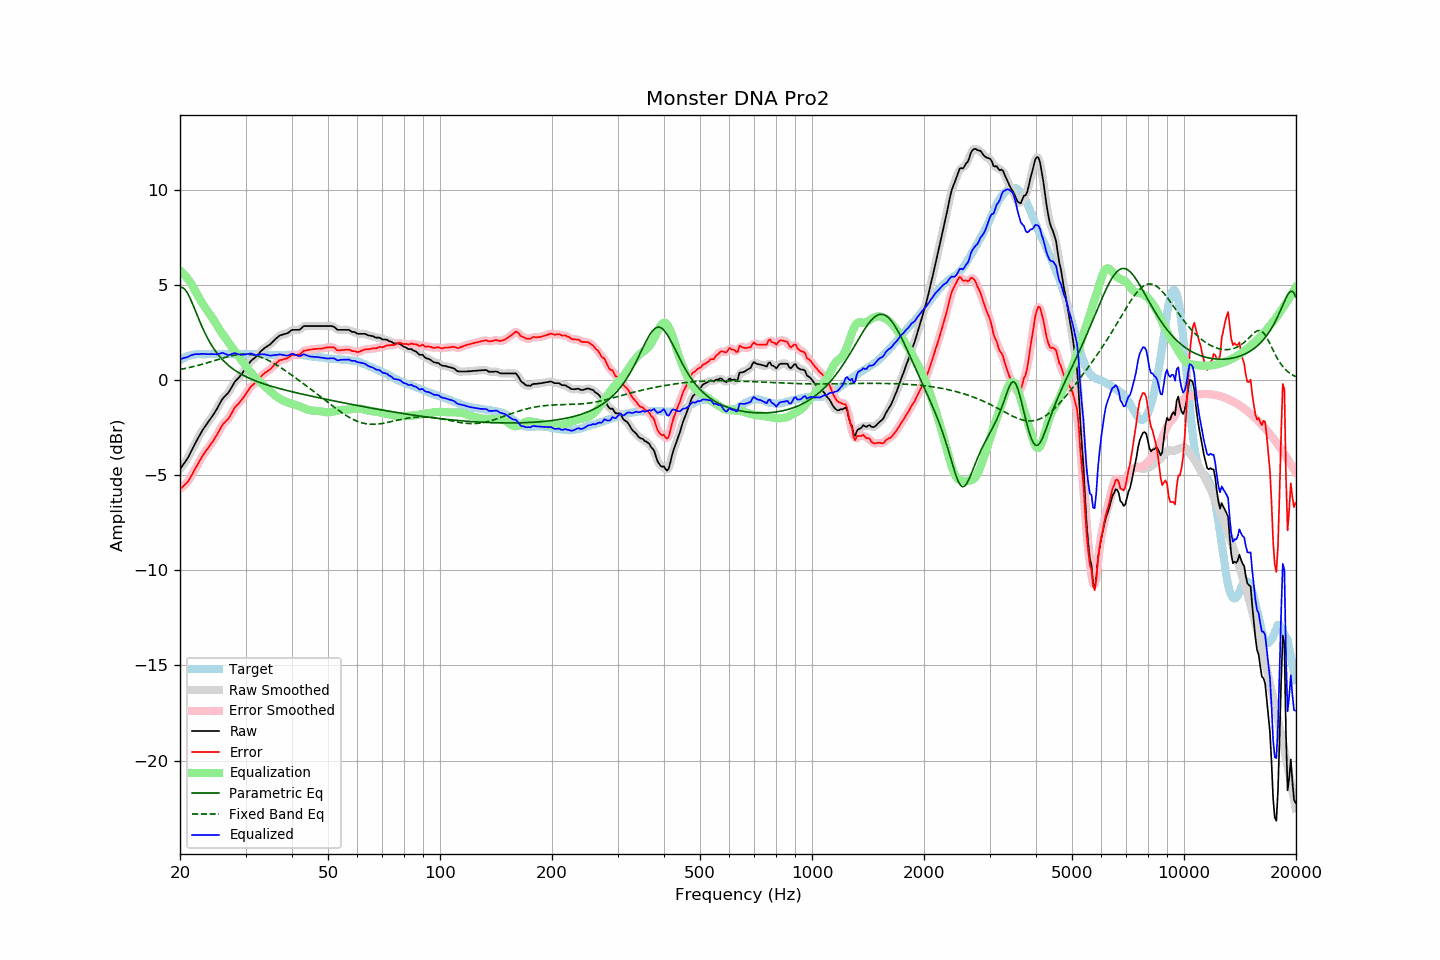 Monster DNA Pro2
Amplitude (dBr)
10
5
0
−5
−10
−15
−20
Target
Raw Smoothed
Error Smoothed
Raw
Error
Equalization
Parametric Eq
Fixed Band Eq
Equalized
20 50 100 200 500 1000 2000 5000 10000 20000
Frequency (Hz)